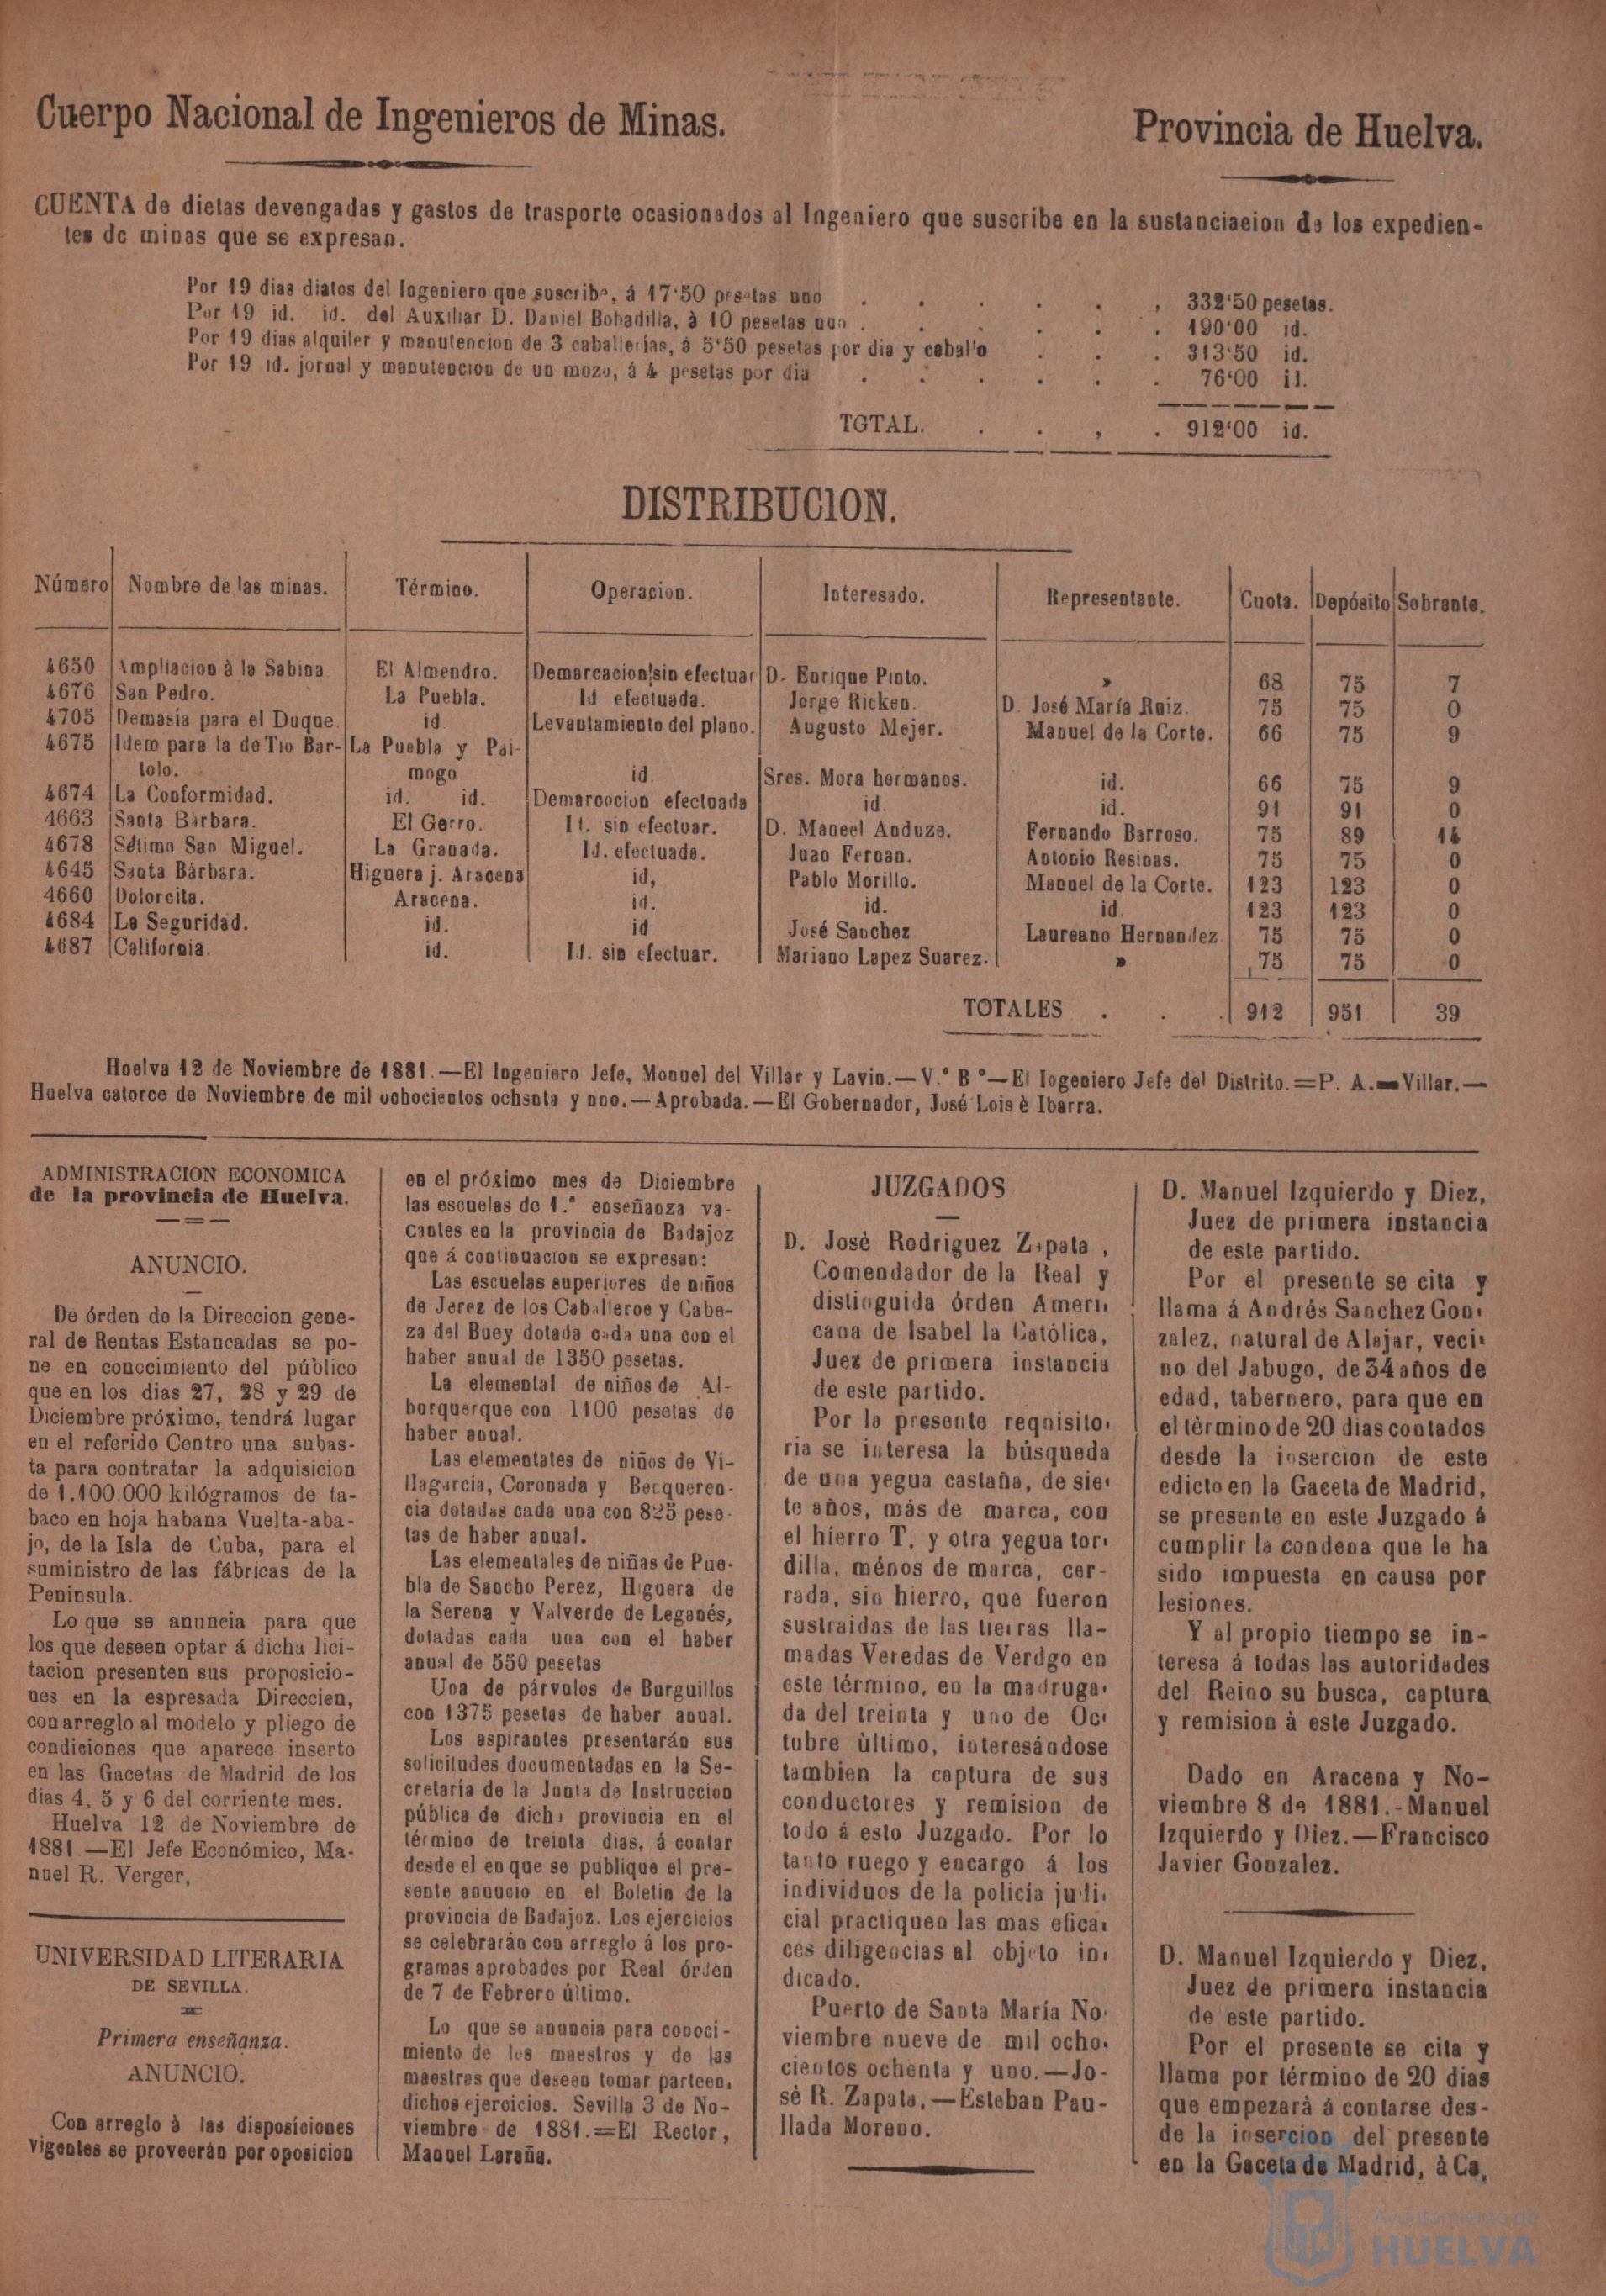 Cuerpo Nacional de Ingenieros de Minas.
Provincia de Huelva.
CUENTA de dietas devengadas y gastos de trasporte ocasionados al Ingeniero que suscribe en la sustanciaeion de los expedien-
tes de minas que se expresan.
Por 19 dias diatos del Ingeniero que suscribe, á 17'50 pesetas uno . . . . . , 332'50 pesetas.
Por 19 id. id. del Auxiliar D. Daniel Bobadilla, à 10 pesetas uno . . . . . . 190'00 id.
Por 19 dias alquiler y manutencion de 3 caballerías, á 5'50 pesetas por dia y caballo . . . 313'50 id.
Por 19 id. jornal y manutencion de un mozo, á 4 pesetas por dia . . . . . . 76'00 id.
TOTAL. . . , . 912'00 id.
DISTRIBUCION.
Número Nombre de las minas. Término. Operacion. Interesado. Representante. Cuota. Depósito Sobrante.
4650 Ampliacion à la Sabina El Almendro. Demarcacion sin efectuar D. Enrique Pinto. » 68 75 7
4676 San Pedro. La Puebla. Id efectuada. Jorge Ricken. D. José María Ruiz. 75 75 0
4705 Demasía para el Duque. id Levantamiento del plano. Augusto Mejer. Manuel de la Corte. 66 75 9
4675 Idem para la de Tio Bar- La Puebla y Pai-
tolo. mogo id. Sres. Mora hermanos. id. 66 75 9
4674 La Conformidad. id. id. Demarcocion efectuada id. id. 91 91 0
4663 Santa Bárbara. El Cerro. Id. sin efectuar. D. Maneel Anduze. Fernando Barroso. 75 89 14
4678 Sétimo San Miguel. La Granada. Id. efectuada. Juan Fernan. Antonio Resinas. 75 75 0
4645 Santa Bárbara. Higuera j. Aracena id, Pablo Morillo. Manuel de la Corte. 123 123 0
4660 Dolorcita. Aracena. id. id. id 123 123 0
4684 La Seguridad. id. id José Sanchez Laureano Hernandez 75 75 0
4687 California. id. Id. sin efectuar. Mariano Lapez Suarez. » 75 75 0
TOTALES . . . 912 951 39
Huelva 12 de Noviembre de 1881.—El Ingeniero Jefe, Monuel del Villar y Lavin.—V.° B °—El Ingeniero Jefe del Distrito.=P. A.=Villar.—
Huelva catorce de Noviembre de mil ochocientos ochenta y uno.—Aprobada.—El Gobernador, José Lois è Ibarra.
ADMINISTRACION ECONOMICA
de la provincia de Huelva.
ANUNCIO.
De órden de la Direccion gene-
ral de Rentas Estancadas se po-
ne en conocimiento del público
que en los dias 27, 28 y 29 de
Diciembre próximo, tendrá lugar
en el referido Centro una subas-
ta para contratar la adquisicion
de 1.100.000 kilógramos de ta-
baco en hoja habana Vuelta-aba-
jo, de la Isla de Cuba, para el
suministro de las fábricas de la
Peninsula.
Lo que se anuncia para que
los que deseen optar á dicha lici-
tacion presenten sus proposicio-
nes en la espresada Direccien,
con arreglo al modelo y pliego de
condiciones que aparece inserto
en las Gacetas de Madrid de los
dias 4, 5 y 6 del corriente mes.
Huelva 12 de Noviembre de
1881.—El Jefe Económico, Ma-
nuel R. Verger,
UNIVERSIDAD LITERARIA
DE SEVILLA.
Primera enseñanza.
ANUNCIO.
Con arreglo à las disposiciones
vigentes se proveerán por oposicion
en el próximo mes de Diciembre
las escuelas de 1.ª enseñanza va-
cantes en la provincia de Badajoz
que á continuacion se expresan:
Las escuelas superiores de niños
de Jerez de los Caballeros y Cabe-
za del Buey dotada cada una con el
haber anual de 1350 pesetas.
La elemental de niños de Al-
burquerque con 1100 pesetas de
haber anual.
Las elementales de niños de Vi-
llagarcía, Coronada y Berqueren-
cia dotadas cada una con 825 pese-
tas de haber anual.
Las elementales de niñas de Pue-
bla de Sancho Perez, Higuera de
la Serena y Valverde de Leganés,
dotadas cada una con el haber
anual de 550 pesetas
Una de párvulos de Burguillos
con 1375 pesetas de haber anual.
Los aspirantes presentarán sus
solicitudes documentadas en la Se-
cretaría de la Junta de Instruccion
pública de dicha provincia en el
término de treinta dias, á contar
desde el en que se publique el pre-
sente anuucio en el Boletin de la
provincia de Badajoz. Los ejercicios
se celebrarán con arreglo á los pro-
gramas aprobados por Real órden
de 7 de Febrero último.
Lo que se anuncia para conoci-
miento de los maestros y de las
maestras que deseen tomar parteen,
dichos ejercicios. Sevilla 3 de No-
viembre de 1881.=El Rector,
Manuel Laraña.
JUZGADOS
D. Josè Rodriguez Zapata ,
Comendador de la Real y
distinguida órden Ameri-
cana de Isabel la Católica,
Juez de primera instancia
de este partido.
Por la presente requisito-
ria se interesa la búsqueda
de una yegua castaña, de sie-
te años, más de marca, con
el hierro T, y otra yegua tor-
dilla, ménos de marca, cer-
rada, sin hierro, que fueron
sustraidas de las tierras lla-
madas Veredas de Verdgo en
este término, en la madruga-
da del treinta y uno de Oc-
tubre ùltimo, interesándose
tambien la captura de sus
conductores y remision de
todo á esto Juzgado. Por lo
tanto ruego y encargo á los
individuos de la policia judi-
cial practiquen las mas efica-
ces diligencias al objeto in-
dicado.
Puerto de Santa María No-
viembre nueve de mil ocho-
cientos ochenta y uno.—Jo-
sè R. Zapata,—Esteban Pau-
llada Moreno.
D. Manuel Izquierdo y Diez,
Juez de primera instancia
de este partido.
Por el presente se cita y
llama á Andrés Sanchez Gon-
zalez, natural de Alajar, veci-
no del Jabugo, de 34 años de
edad, tabernero, para que en
el tèrmino de 20 dias contados
desde la insercion de este
edicto en la Gaceta de Madrid,
se presente en este Juzgado á
cumplir la condena que le ha
sido impuesta en causa por
lesiones.
Y al propio tiempo se in-
teresa á todas las autoridades
del Reino su busca, captura
y remision à este Juzgado.
Dado en Aracena y No-
viembre 8 de 1881.-Manuel
Izquierdo y Diez.—Francisco
Javier Gonzalez.
D. Manuel Izquierdo y Diez,
Juez de primera instancia
de este partido.
Por el presente se cita y
llama por término de 20 dias
que empezarà á contarse des-
de la insercion del presente
en la Gaceta de Madrid, à Ca,
Ayuntamiento de
HUELVA